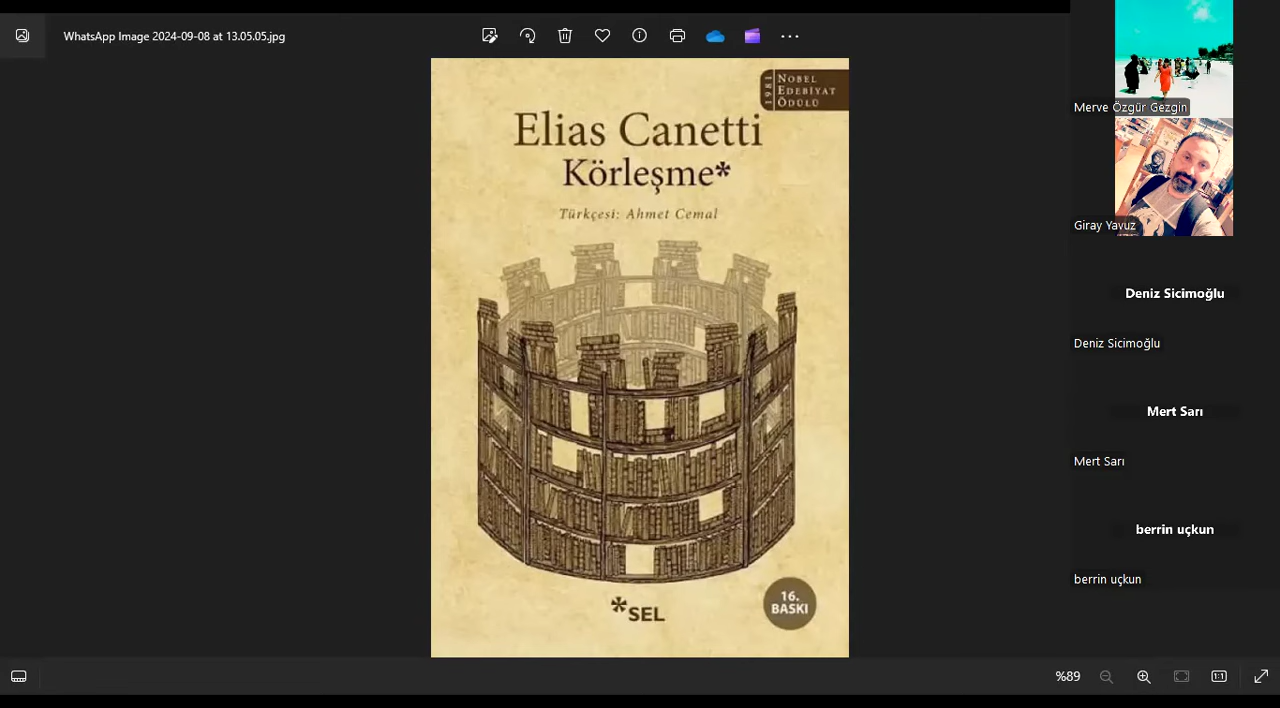 WhatsApp Image 2024-09-08 at 13.05.05.jpg
1981
NOBEL
EDEBİYAT
ÖDÜLÜ
Elias Canetti
Körleşme*
Türkçesi: Ahmet Cemal
*SEL
16.
BASKI
Merve Özgür Gezgin
Giray Yavuz
Deniz Sicimoğlu
Deniz Sicimoğlu
Mert Sarı
Mert Sarı
berrin uçkun
berrin uçkun
%89
1:1